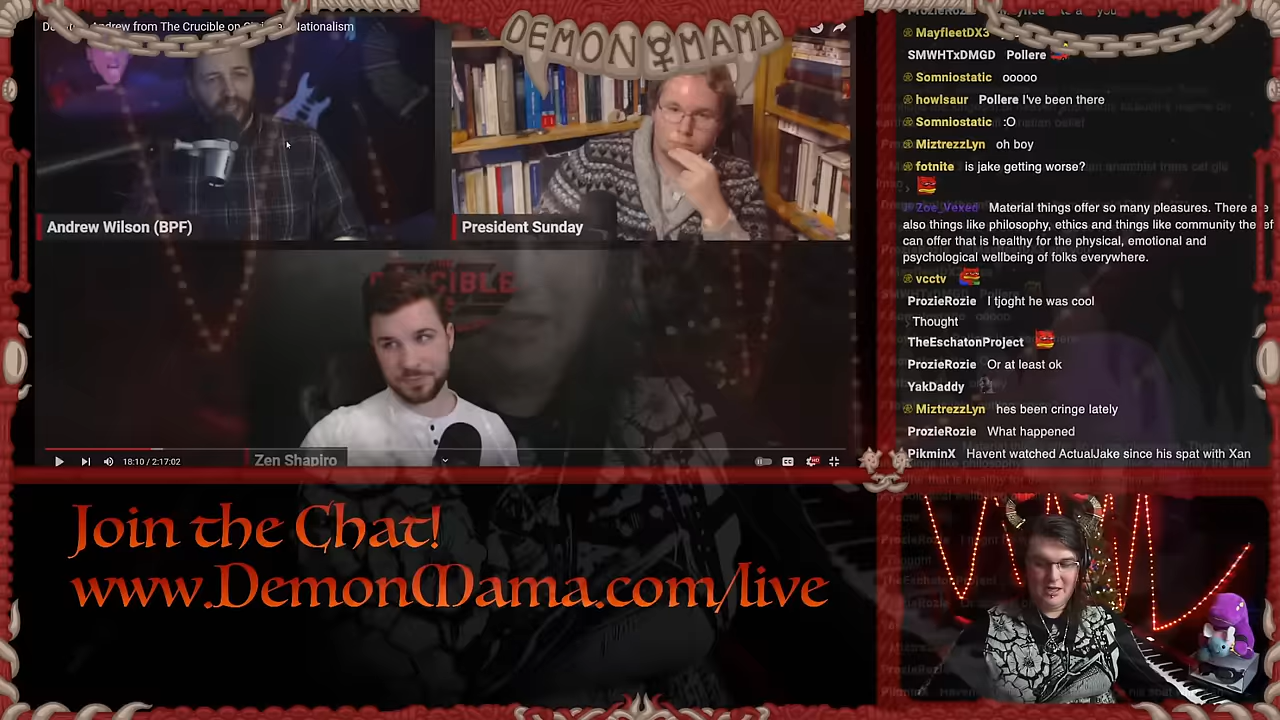 Nationalism
DEMON MAMA
Andrew Wilson (BPF)
President Sunday
THE
CRUCIBLE
Zen Shapiro
18:10 / 2:17:02
Join the Chat!
www.DemonMama.com/live
MayfleetDX3
SMWHTxDMGD Pollere
Somniostatic ooooo
howlsaur Pollere I've been there
Somniostatic :O
MiztrezzLyn oh boy
fotnite is jake getting worse?
Zoe_Vexed Material things offer so many pleasures. There are
also things like philosophy, ethics and things like community the
can offer that is healthy for the physical, emotional and
psychological wellbeing of folks everywhere.
vcctv
ProzieRozie I tjoght he was cool
Thought
TheEschatonProject
ProzieRozie Or at least ok
YakDaddy
MiztrezzLyn hes been cringe lately
ProzieRozie What happened
PikminX Havent watched ActualJake since his spat with Xan